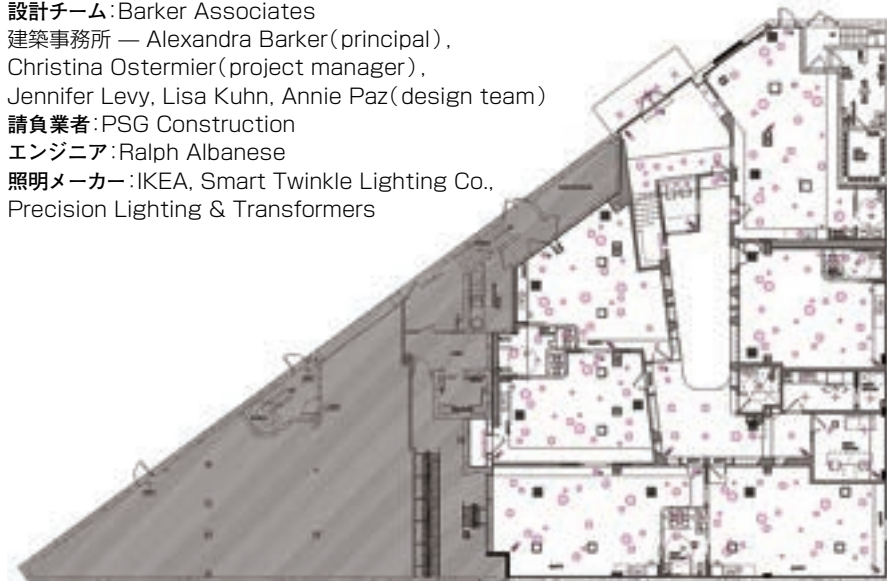 設計チーム:Barker Associates
建築事務所 — Alexandra Barker(principal),
Christina Ostermier(project manager),
Jennifer Levy, Lisa Kuhn, Annie Paz(design team)
請負業者:PSG Construction
エンジニア:Ralph Albanese
照明メーカー:IKEA, Smart Twinkle Lighting Co.,
Precision Lighting & Transformers